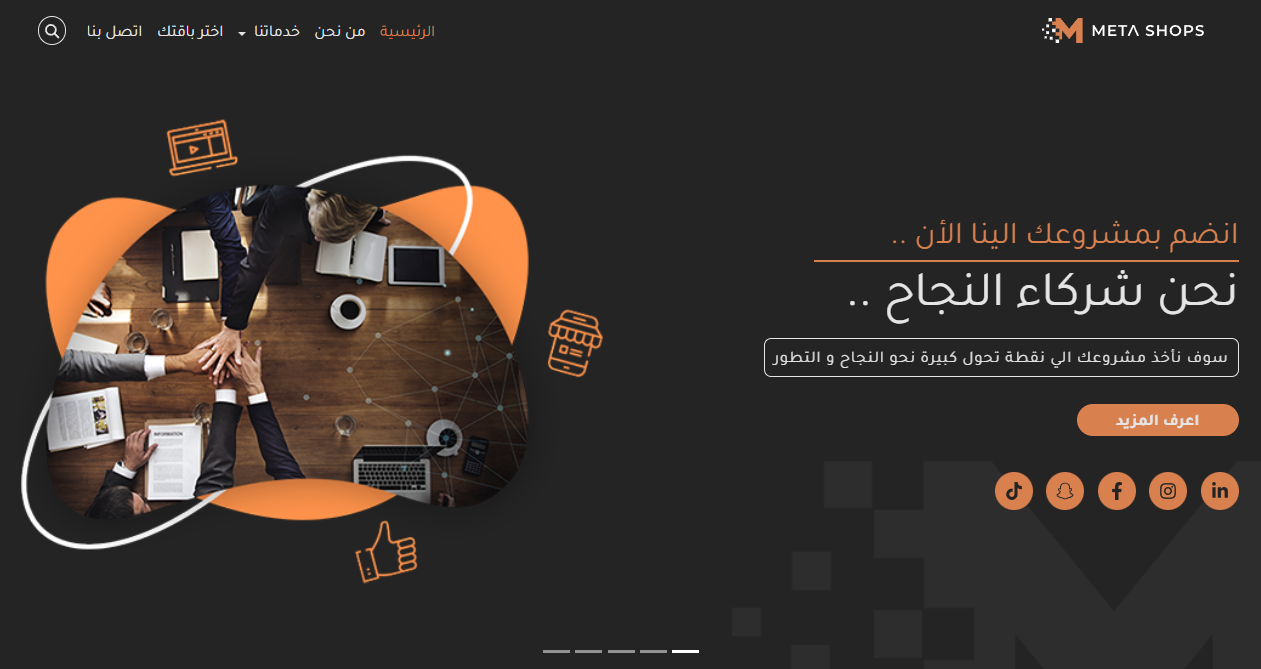 META SHOPS
الرئيسية
من نحن
خدماتنا
اختر باقتك
اتصل بنا
انضم بمشروعك الينا الأن ..
نحن شركاء النجاح ..
سوف نأخذ مشروعك الي نقطة تحول كبيرة نحو النجاح و التطور
اعرف المزيد
INFORMATION